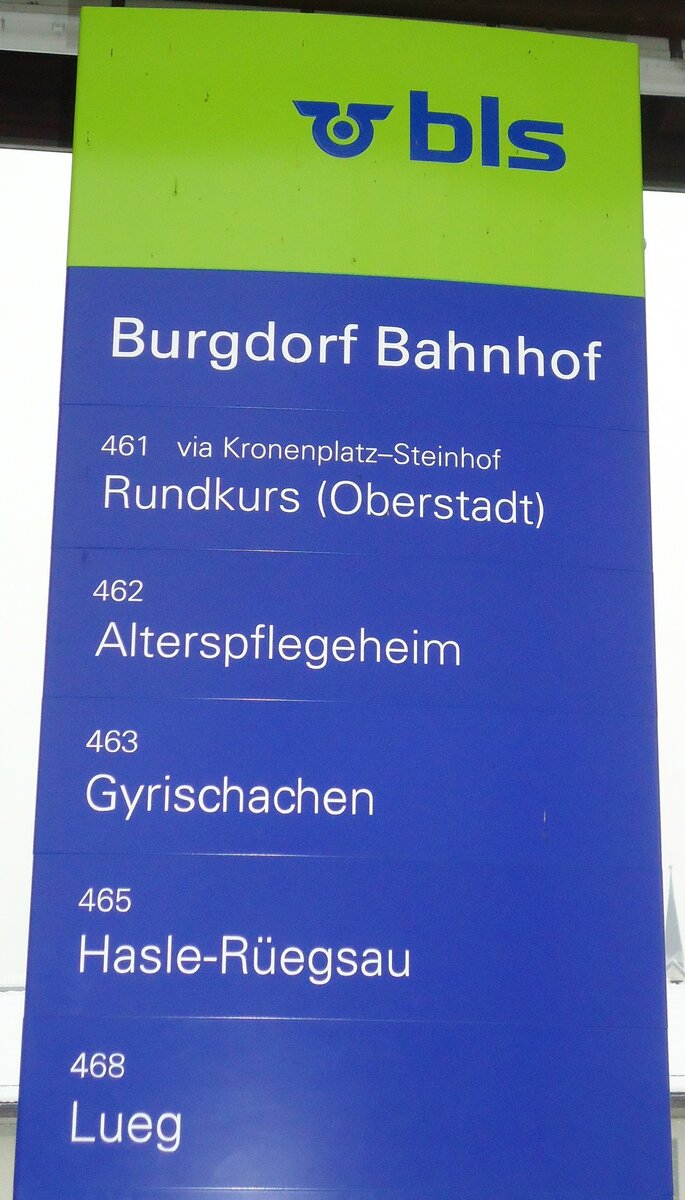 bls
Burgdorf Bahnhof
461 via Kronenplatz–Steinhof
Rundkurs (Oberstadt)
462
Alterspflegeheim
463
Gyrischachen
465
Hasle-Rüegsau
468
Lueg